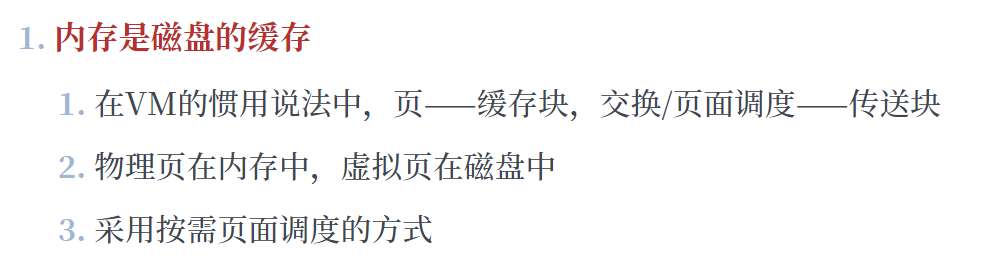 1. 内存是磁盘的缓存
1. 在VM的惯用说法中，页——缓存块，交换/页面调度——传送块
2. 物理页在内存中，虚拟页在磁盘中
3. 采用按需页面调度的方式